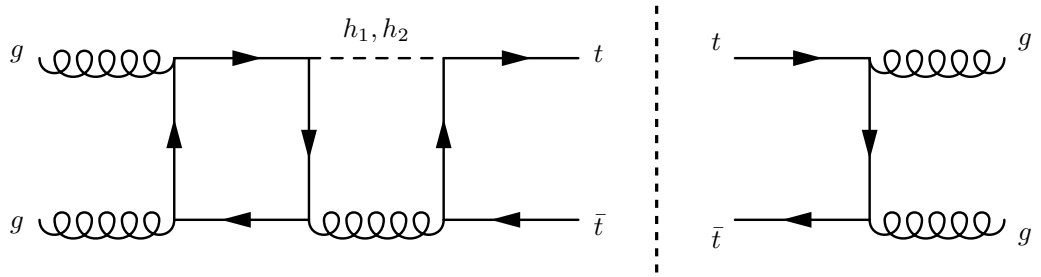 g h₁, h₂ t t g
g t̄ t̄ g